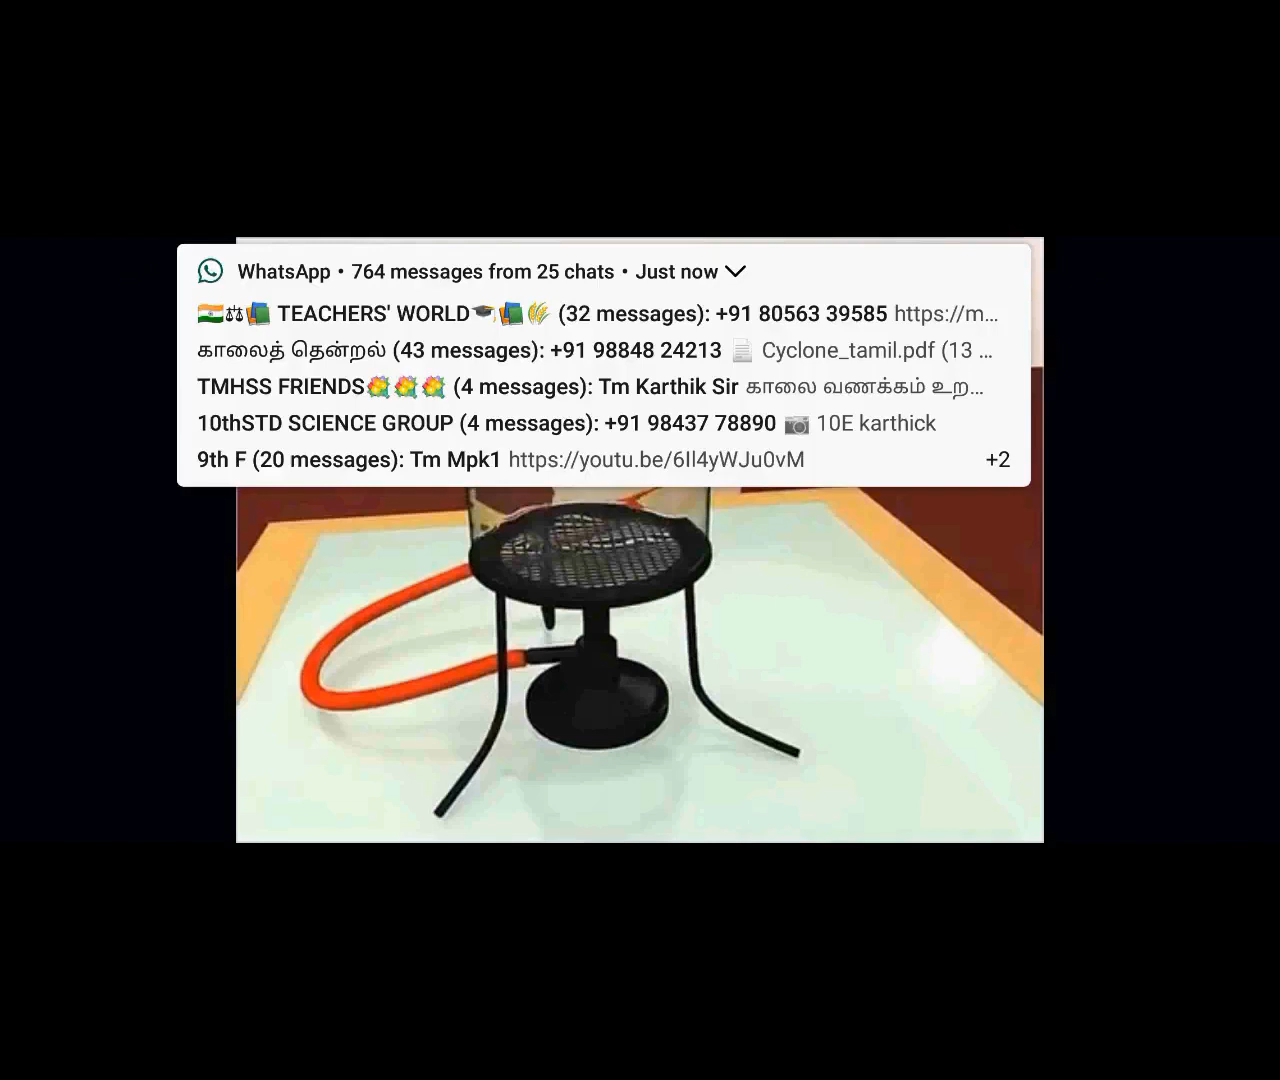 WhatsApp • 764 messages from 25 chats • Just now
🇮🇳⚖📚 TEACHERS' WORLD🎓📚🌾 (32 messages): +91 80563 39585 https://m...
காலைத் தென்றல் (43 messages): +91 98848 24213 📄 Cyclone_tamil.pdf (13 ...
TMHSS FRIENDS💐💐💐 (4 messages): Tm Karthik Sir காலை வணக்கம் உற...
10thSTD SCIENCE GROUP (4 messages): +91 98437 78890 📷 10E karthick
9th F (20 messages): Tm Mpk1 https://youtu.be/6Il4yWJu0vM +2